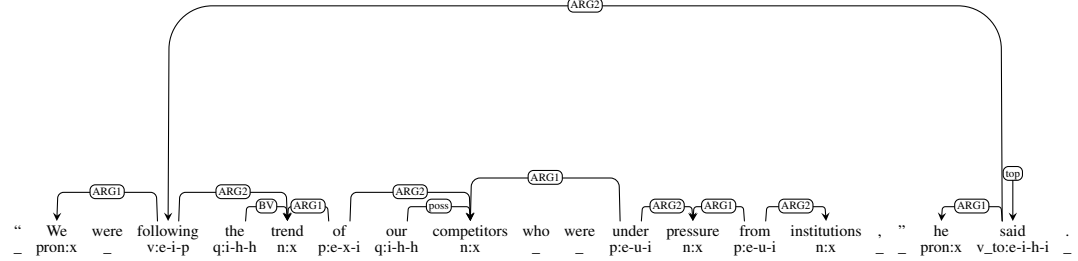 ARG2
top
ARG1
ARG1 ARG2 ARG2 ARG1 ARG2 ARG1 ARG2 ARG1
BV poss
“ We were following the trend of our competitors who were under pressure from institutions , ” he said .
_ pron:x _ v:e-i-p q:i-h-h n:x p:e-x-i q:i-h-h n:x _ _ p:e-u-i n:x p:e-u-i n:x _ _ pron:x v_to:e-i-h-i _